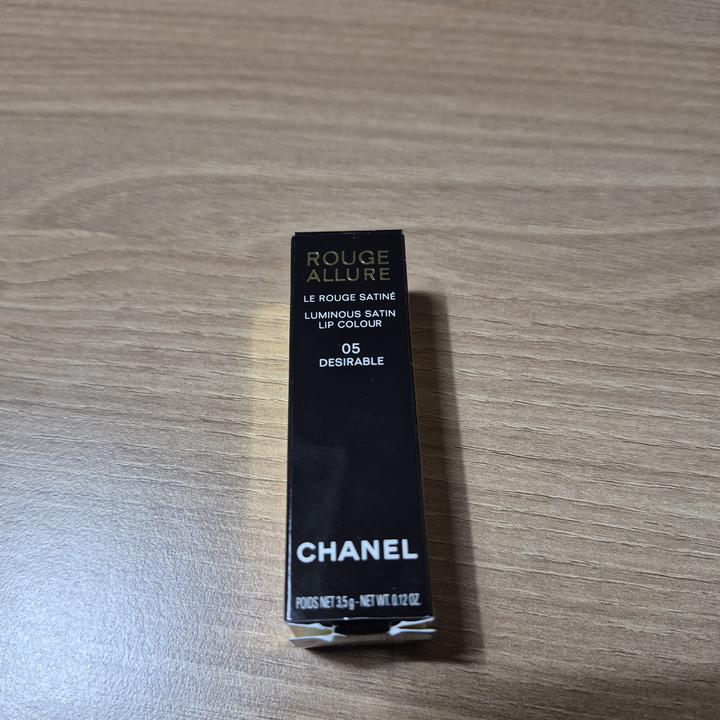 ROUGE
ALLURE
LE ROUGE SATINÉ
LUMINOUS SATIN
LIP COLOUR
05
DESIRABLE
CHANEL
POIDS NET 3,5 g - NET WT. 0.12 OZ.